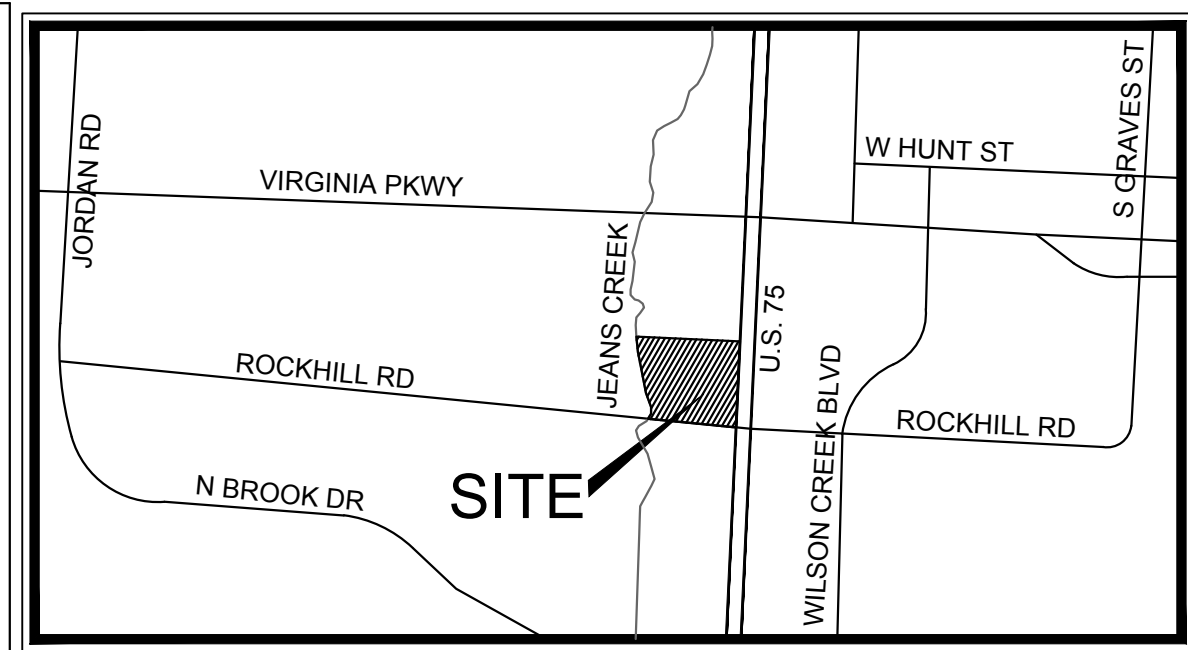 S GRAVES ST
W HUNT ST
JORDAN RD
VIRGINIA PKWY
JEANS CREEK
U.S. 75
ROCKHILL RD
WILSON CREEK BLVD
ROCKHILL RD
N BROOK DR
SITE